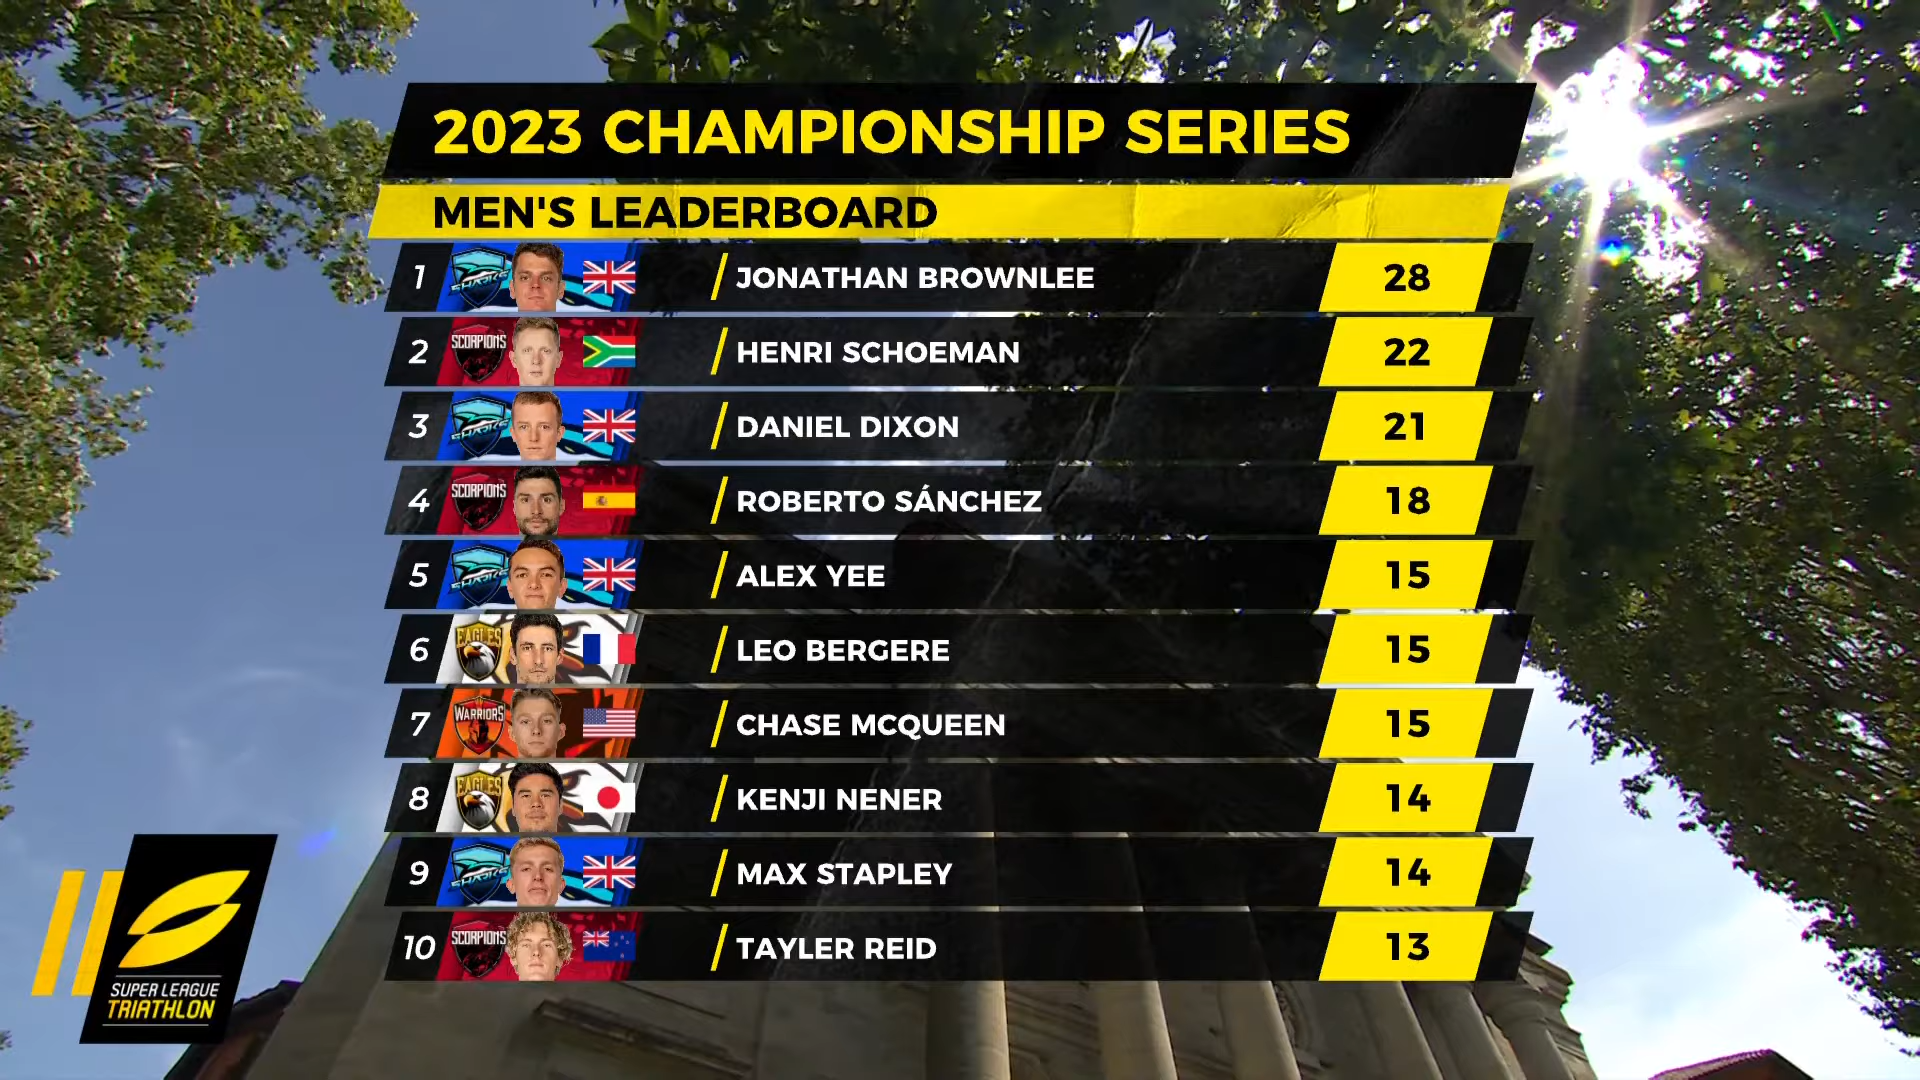 2023 CHAMPIONSHIP SERIES
MEN'S LEADERBOARD
1 SHARKS / JONATHAN BROWNLEE 28
2 SCORPIONS / HENRI SCHOEMAN 22
3 SHARKS / DANIEL DIXON 21
4 SCORPIONS / ROBERTO SÁNCHEZ 18
5 SHARKS / ALEX YEE 15
6 EAGLES / LEO BERGERE 15
7 WARRIORS / CHASE MCQUEEN 15
8 EAGLES / KENJI NENER 14
9 SHARKS / MAX STAPLEY 14
10 SCORPIONS / TAYLER REID 13
SUPER LEAGUE
TRIATHLON